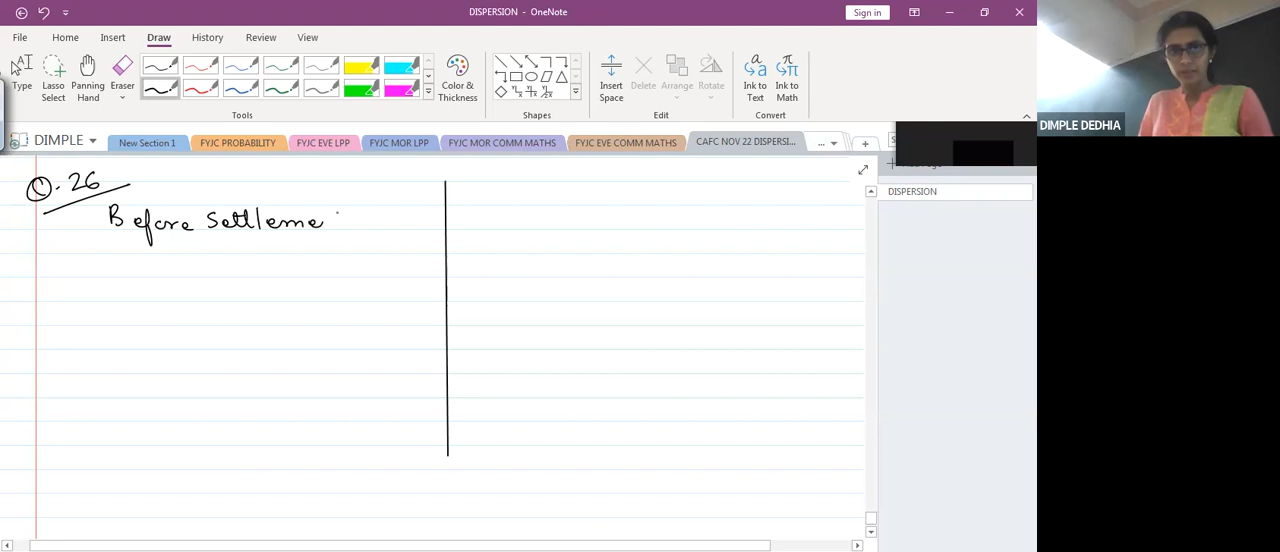 DISPERSION - OneNote
Sign in
File Home Insert Draw History Review View
Type Lasso Select Panning Hand Eraser Color & Thickness Insert Space Delete Arrange Rotate Ink to Text Ink to Math
Tools Shapes Edit Convert
DIMPLE New Section 1 FYJC PROBABILITY FYJC EVE LPP FYJC MOR LPP FYJC MOR COMM MATHS FYJC EVE COMM MATHS CAFC NOV 22 DISPERSI... ...
DISPERSION
Q. 26
Before Settleme
DIMPLE DEDHIA